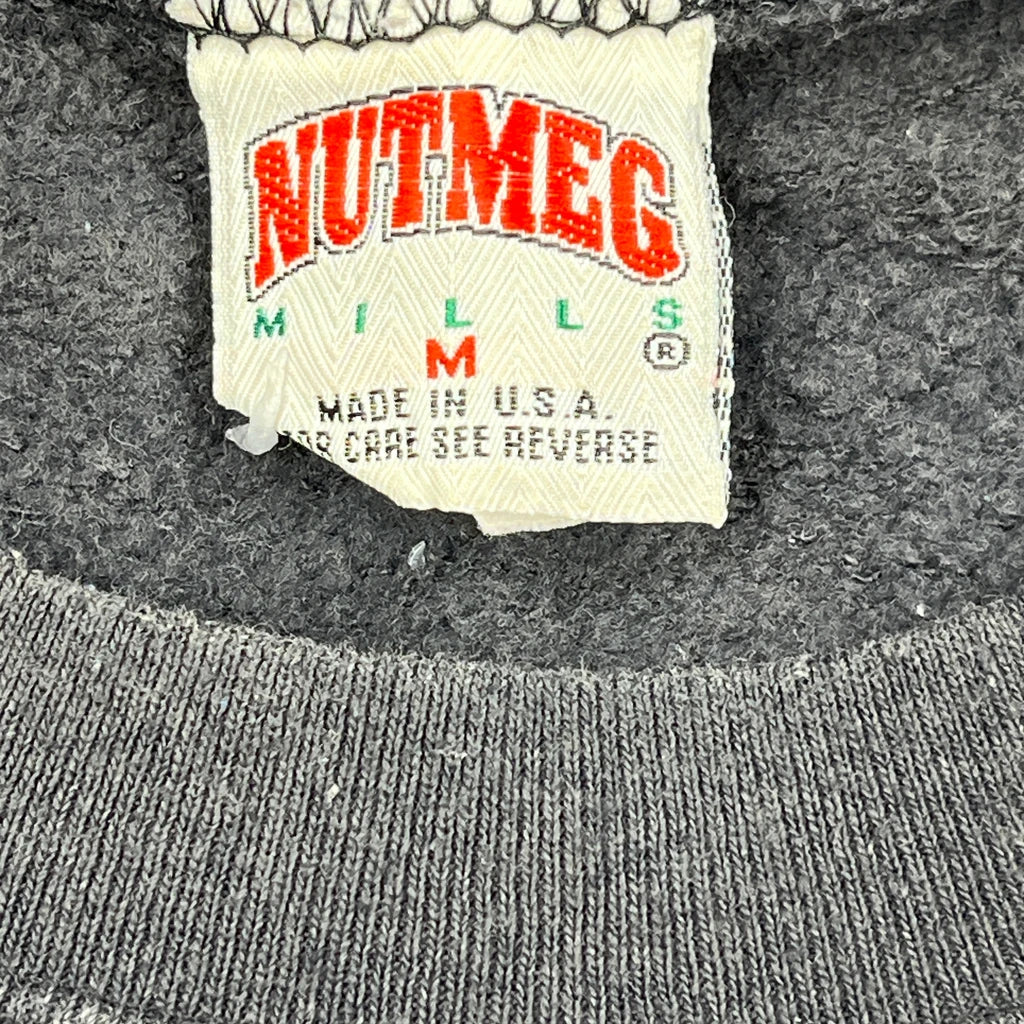 NUTMEG
MILLS
M ®
MADE IN U.S.A.
CARE SEE REVERSE